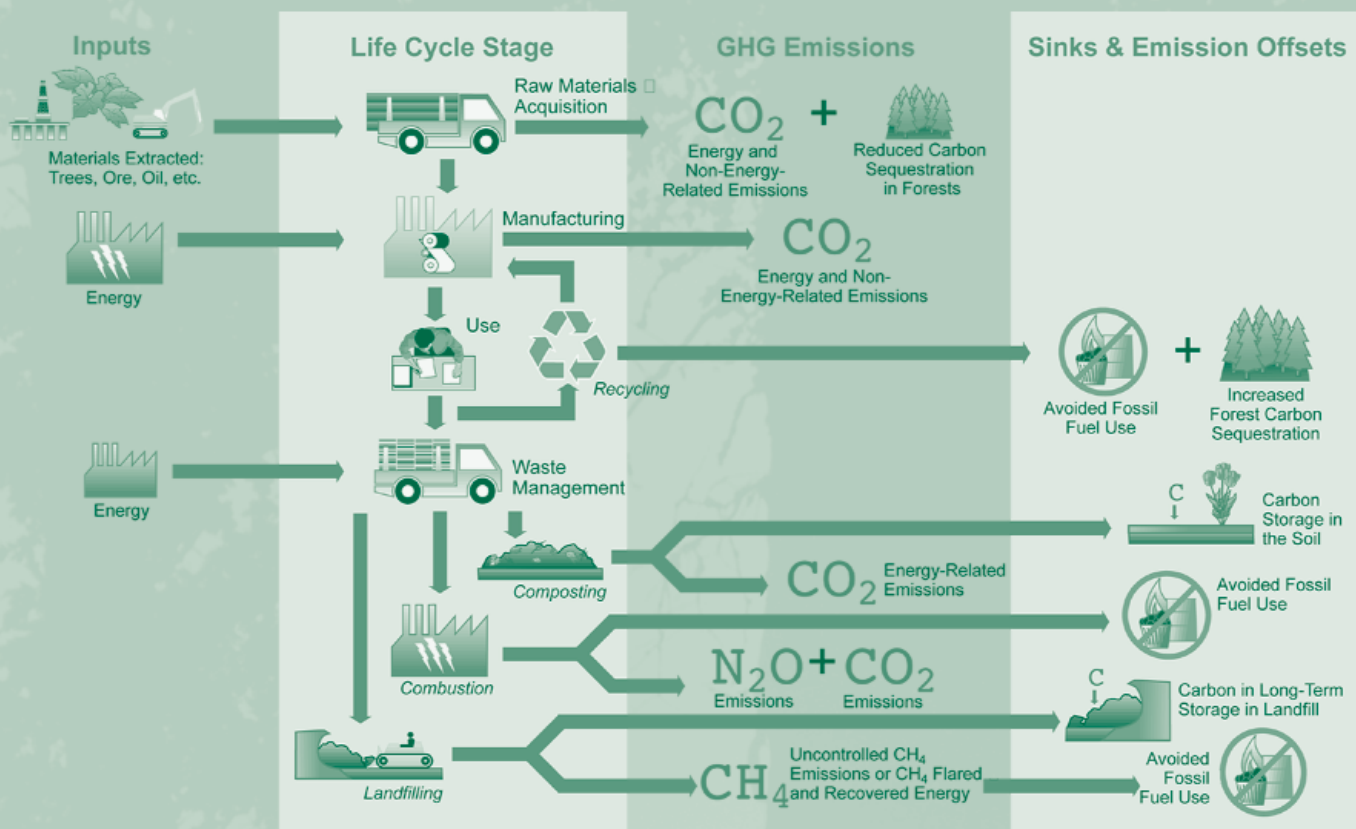 Inputs
Life Cycle Stage
GHG Emissions
Sinks & Emission Offsets
Materials Extracted:
Trees, Ore, Oil, etc.
Raw Materials □
Acquisition
CO₂
Energy and
Non-Energy-
Related Emissions
+
Reduced Carbon
Sequestration
in Forests
Energy
Manufacturing
CO₂
Energy and Non-
Energy-Related Emissions
Use
Recycling
Avoided Fossil
Fuel Use
+
Increased
Forest Carbon
Sequestration
Energy
Waste
Management
Composting
C
Carbon
Storage in
the Soil
CO₂
Energy-Related
Emissions
Combustion
Avoided Fossil
Fuel Use
N₂O
Emissions
+
CO₂
Emissions
Landfilling
C
Carbon in Long-Term
Storage in Landfill
CH₄
Uncontrolled CH₄
Emissions or CH₄ Flared
and Recovered Energy
Avoided
Fossil
Fuel Use